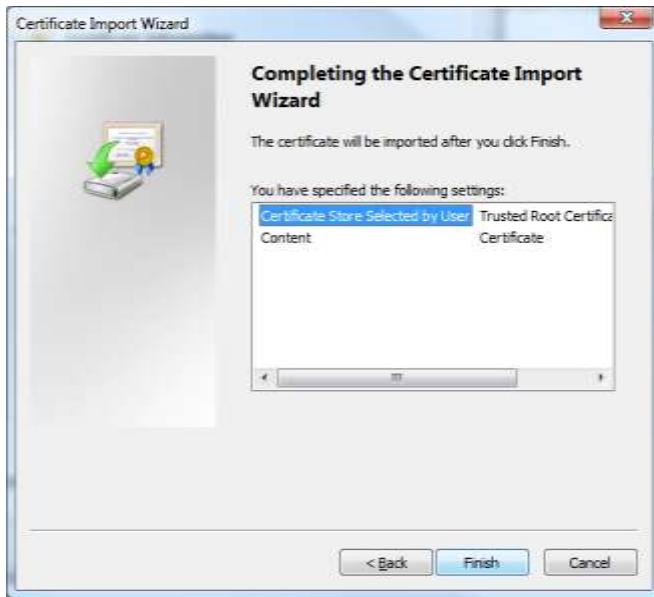 Certificate Import Wizard
Completing the Certificate Import
Wizard
The certificate will be imported after you click Finish.
You have specified the following settings:
Certificate Store Selected by User Trusted Root Certifica
Content Certificate
< Back Finish Cancel